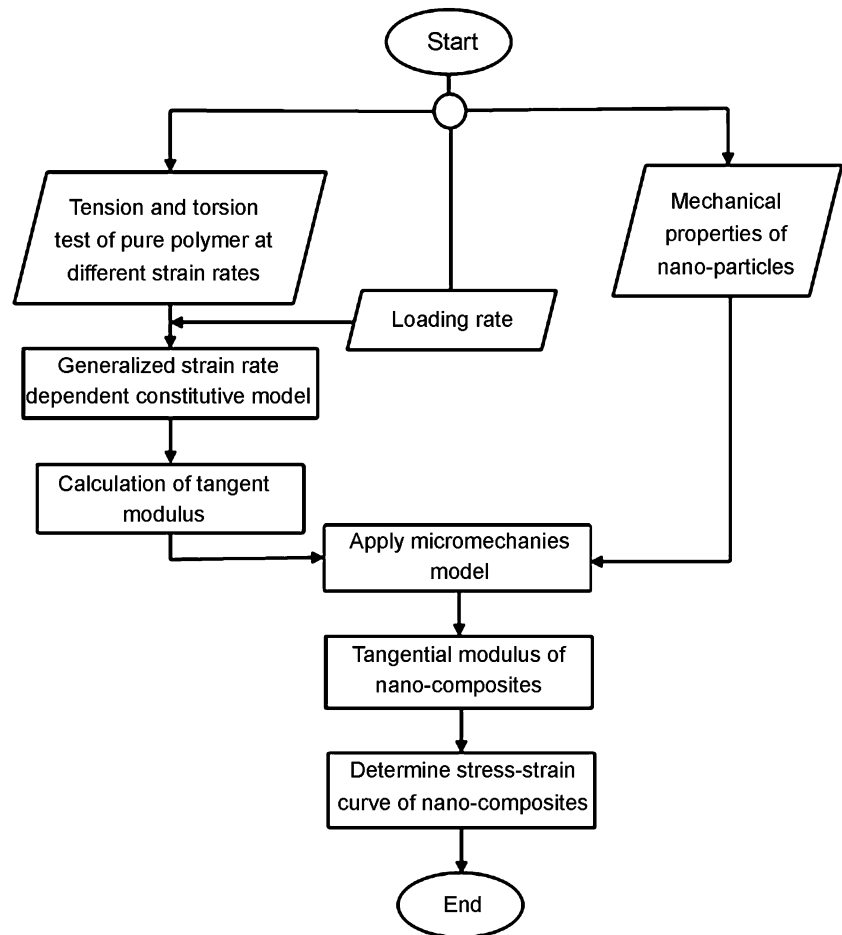 Start
Tension and torsion
test of pure polymer at
different strain rates
Mechanical
properties of
nano-particles
Loading rate
Generalized strain rate
dependent constitutive model
Calculation of tangent
modulus
Apply micromechanies
model
Tangential modulus of
nano-composites
Determine stress-strain
curve of nano-composites
End